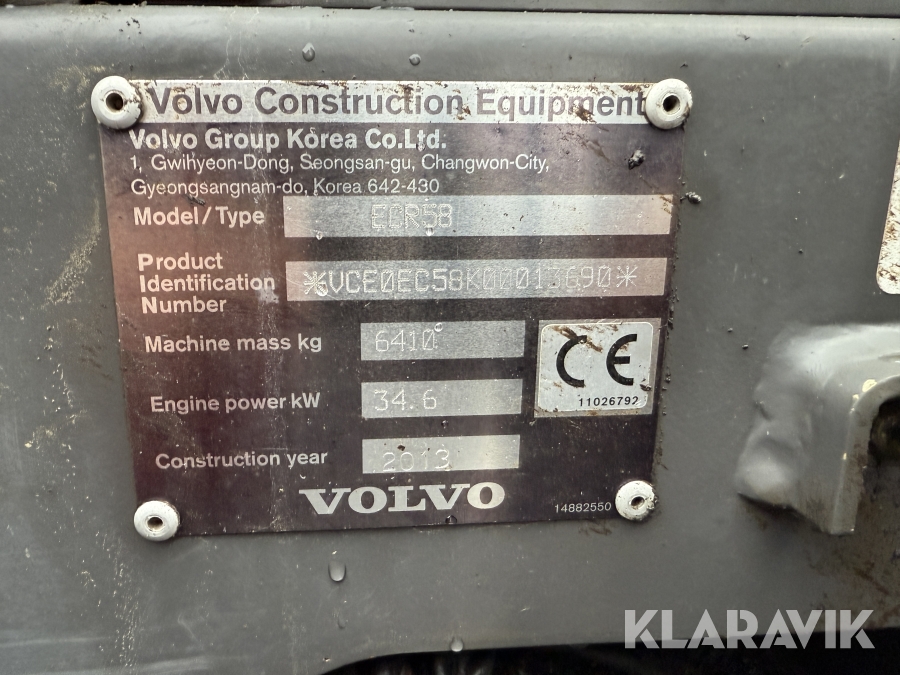 Volvo Construction Equipment
Volvo Group Korea Co.Ltd.
1, Gwihyeon-Dong, Seongsan-gu, Changwon-City,
Gyeongsangnam-do, Korea 642-430
Model/Type ECR58
Product
Identification *VCE0EC58K00013690*
Number
Machine mass kg 6410
CE
11026792
Engine power kW 34.6
Construction year 2013
VOLVO
14882550
KLARAVIK